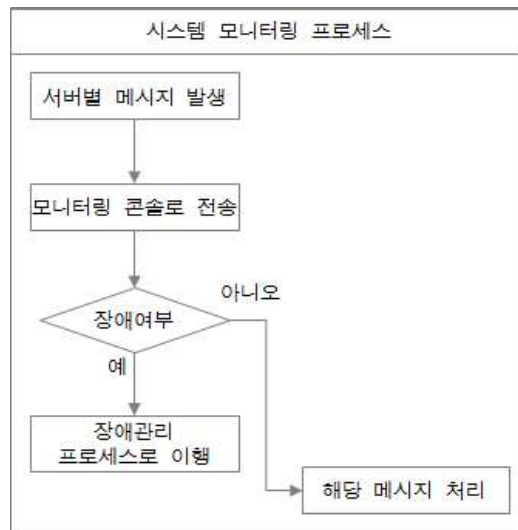 시스템 모니터링 프로세스
서버별 메시지 발생
모니터링 콘솔로 전송
아니오
장애여부
예
장애관리
프로세스로 이행
해당 메시지 처리